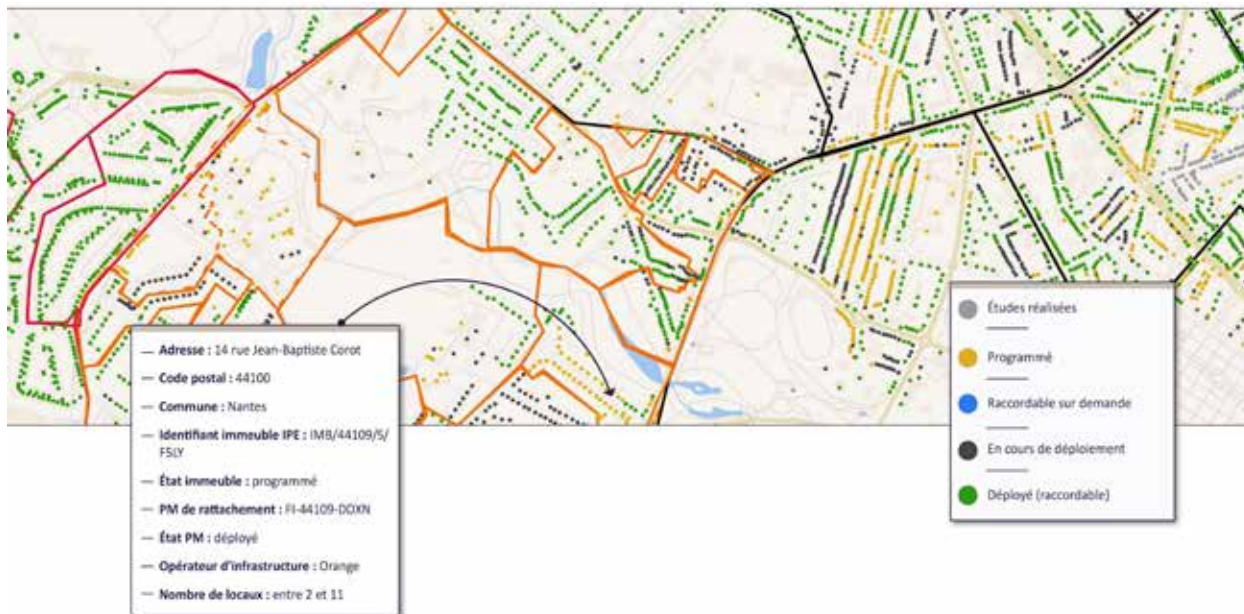 Adresse : 14 rue Jean-Baptiste Corot
Code postal : 44100
Commune : Nantes
Identifiant immeuble IPE : IMB/44109/S/
F5LY
État immeuble : programmé
PM de rattachement : FI-44109-DOXN
État PM : déployé
Opérateur d'infrastructure : Orange
Nombre de locaux : entre 2 et 11
Études réalisées
Programmé
Raccordable sur demande
En cours de déploiement
Déployé (raccordable)